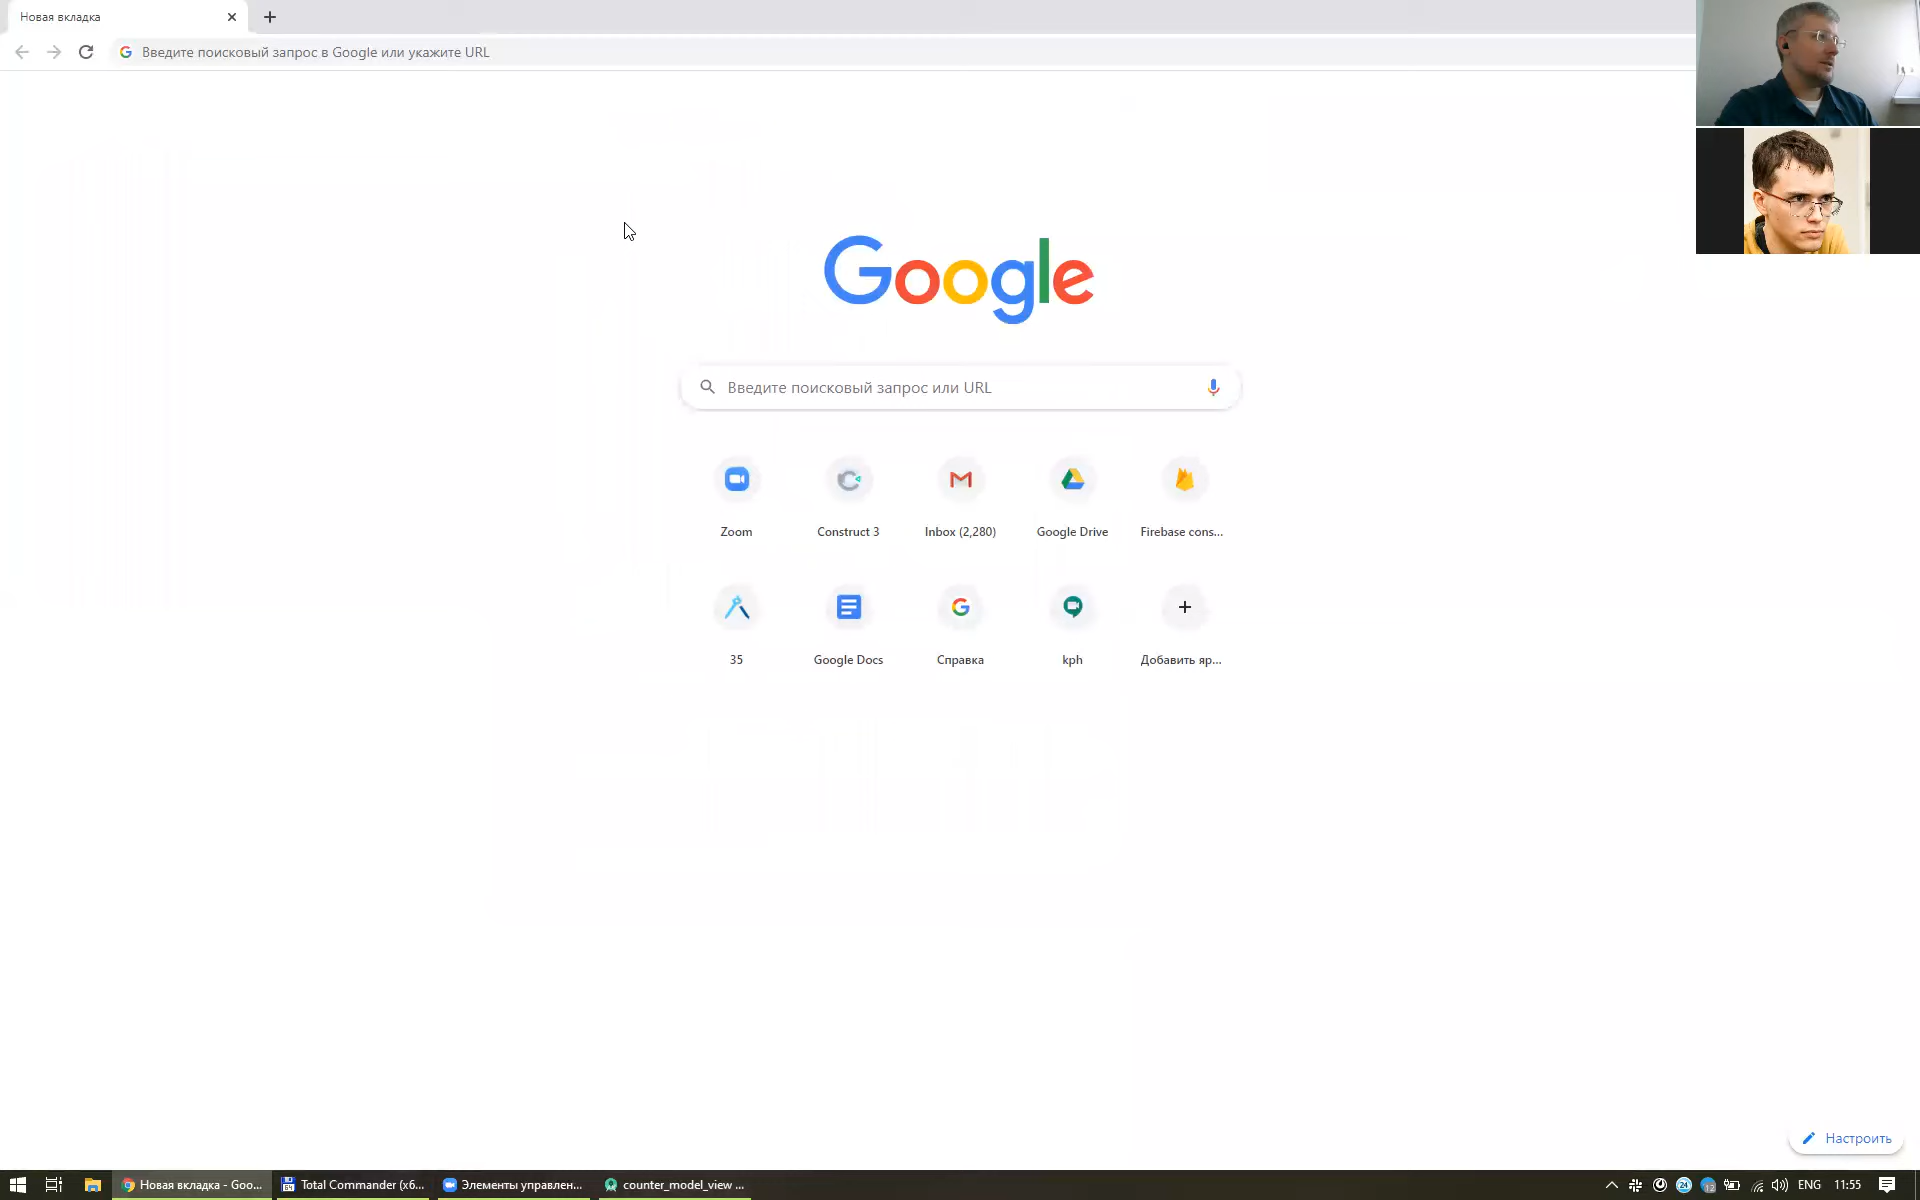 Новая вкладка
Введите поисковый запрос в Google или укажите URL
Google
Введите поисковый запрос или URL
Zoom
Construct 3
Inbox (2,280)
Google Drive
Firebase cons...
35
Google Docs
Справка
kph
Добавить яр...
Настроить
Новая вкладка - Goo...
Total Commander (x6...
Элементы управлен...
counter_model_view ...
24
12
ENG
11:55